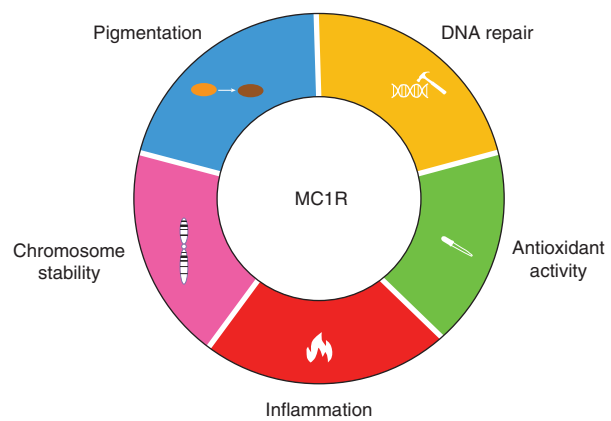 Pigmentation
DNA repair
MC1R
Chromosome
stability
Antioxidant
activity
Inflammation